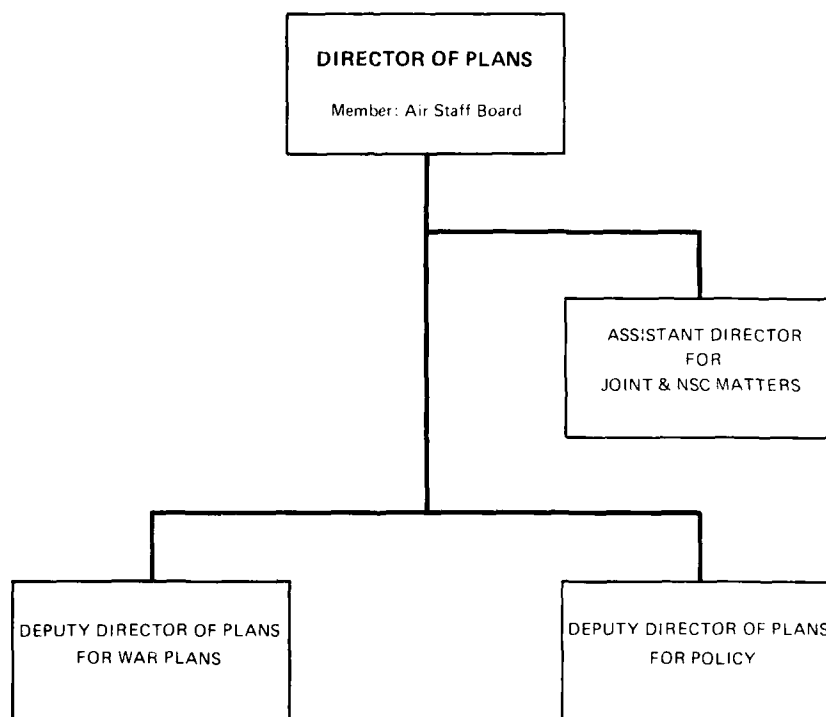 DIRECTOR OF PLANS
Member: Air Staff Board
ASSISTANT DIRECTOR
FOR
JOINT & NSC MATTERS
DEPUTY DIRECTOR OF PLANS
FOR WAR PLANS
DEPUTY DIRECTOR OF PLANS
FOR POLICY